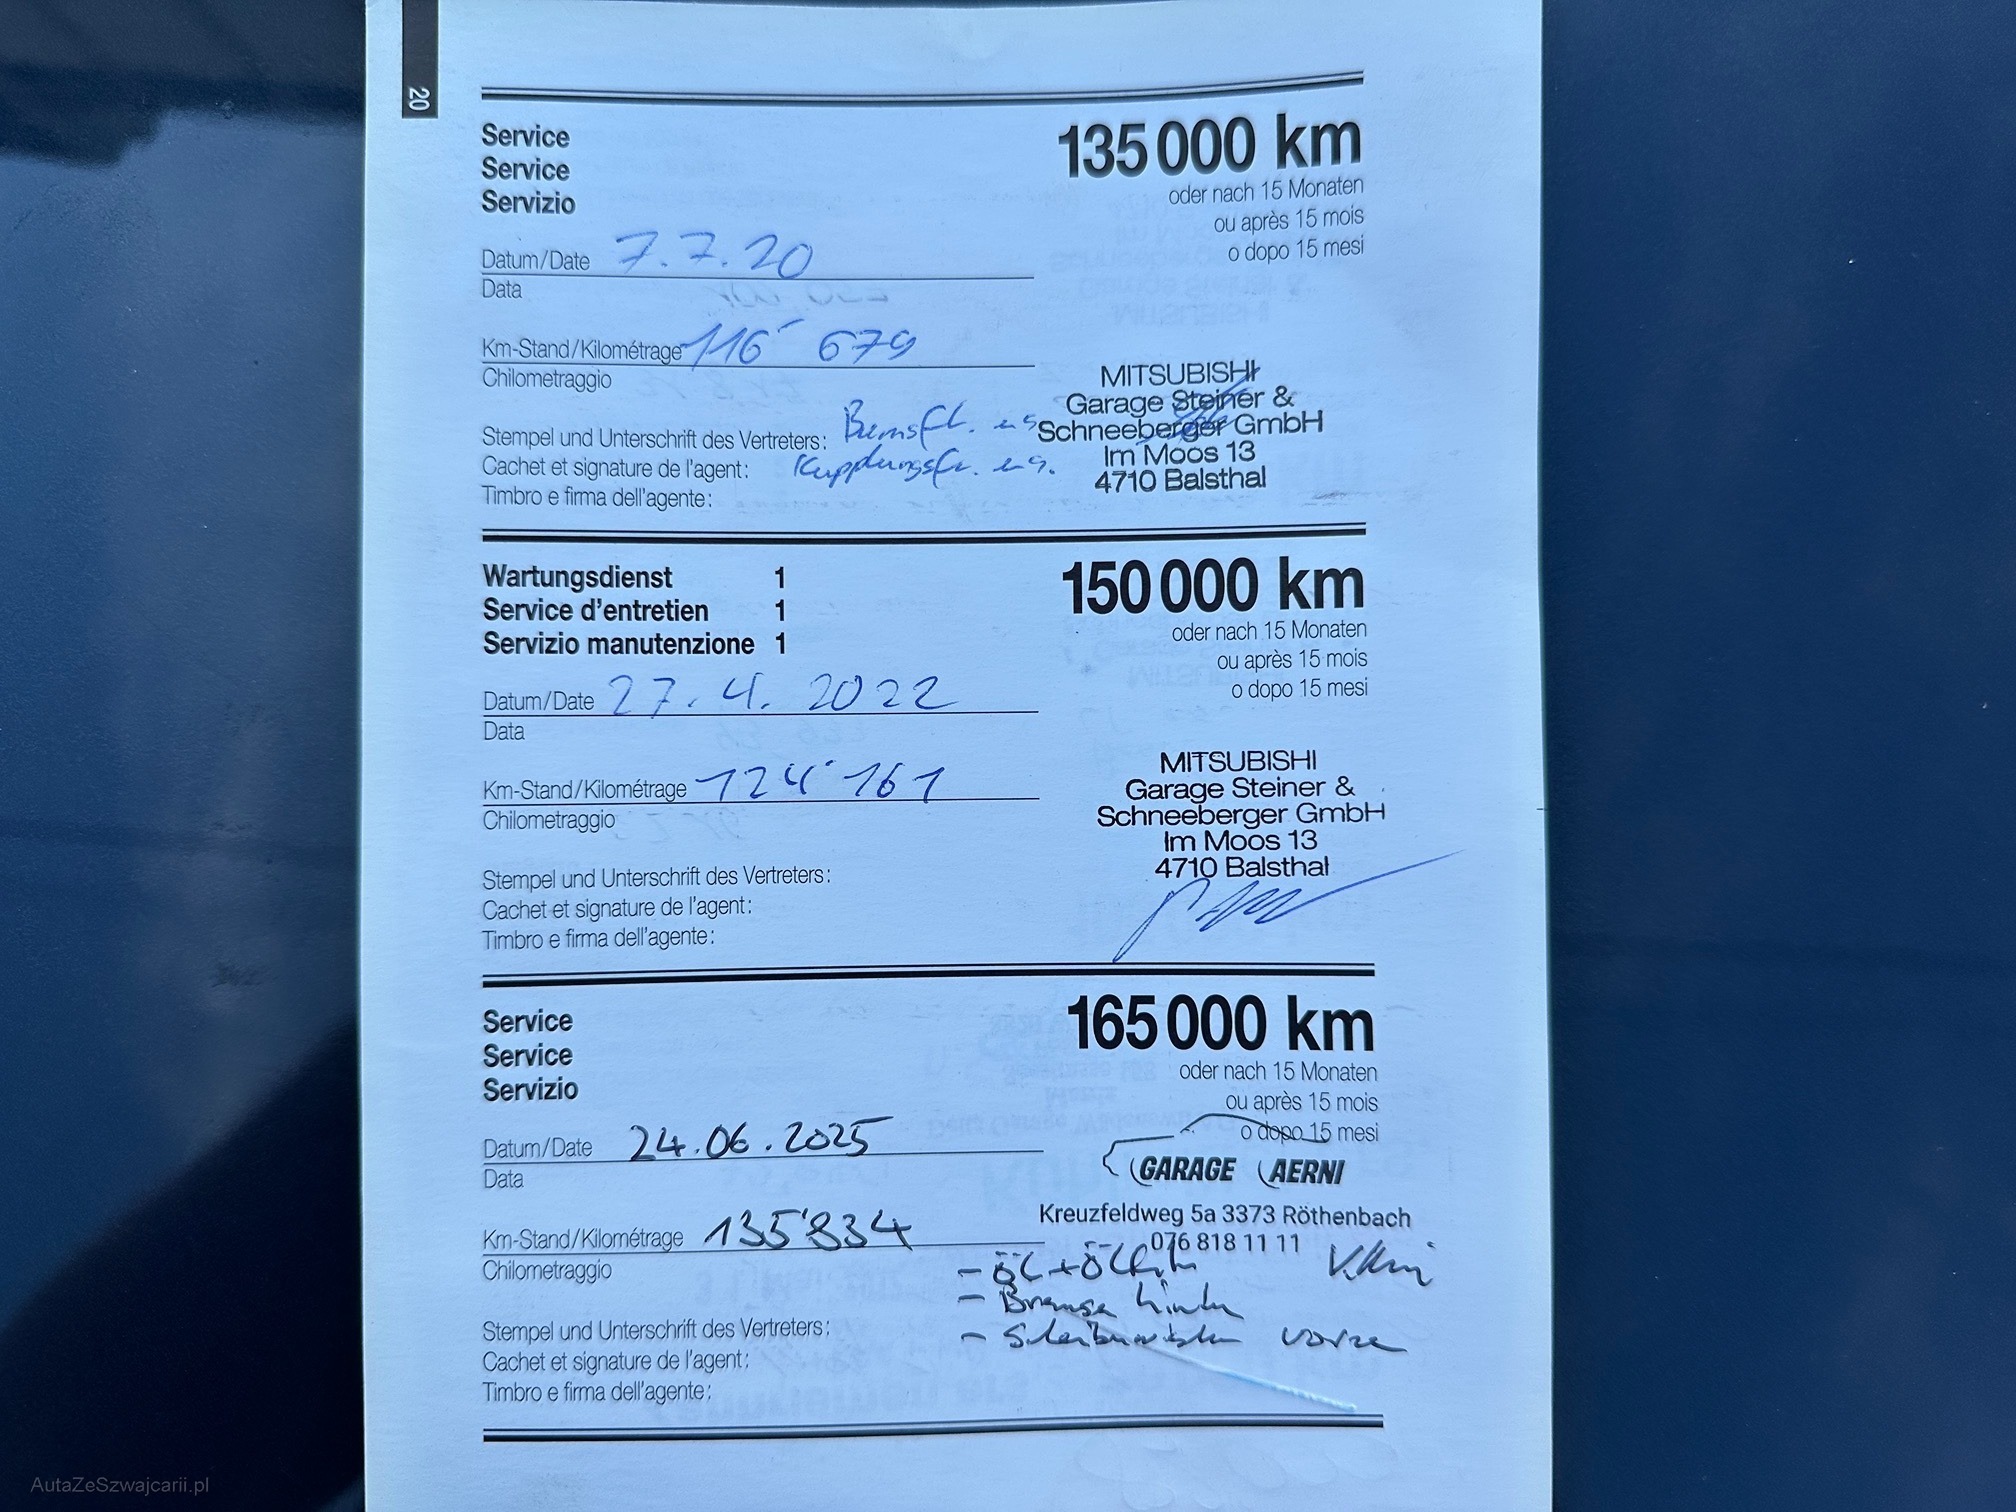 20
Service
Service
Servizio
135 000 km
oder nach 15 Monaten
ou après 15 mois
o dopo 15 mesi
Datum/Date 7.7.20
Data
Km-Stand/Kilométrage 116' 679
Chilometraggio
MITSUBISHI
Garage Steiner &
Schneeberger GmbH
Im Moos 13
4710 Balsthal
Stempel und Unterschrift des Vertreters: Bremsfl.
Cachet et signature de l'agent:
Timbro e firma dell'agente:
Wartungsdienst 1
Service d'entretien 1
Servizio manutenzione 1
150 000 km
oder nach 15 Monaten
ou après 15 mois
o dopo 15 mesi
Datum/Date 27.4.2022
Data
Km-Stand/Kilométrage 124' 161
Chilometraggio
MITSUBISHI
Garage Steiner &
Schneeberger GmbH
Im Moos 13
4710 Balsthal
Stempel und Unterschrift des Vertreters:
Cachet et signature de l'agent:
Timbro e firma dell'agente:
Service
Service
Servizio
165 000 km
oder nach 15 Monaten
ou après 15 mois
o dopo 15 mesi
Datum/Date 24.06.2025
Data
GARAGE AERNI
Kreuzfeldweg 5a 3373 Röthenbach
076 818 11 11
Km-Stand/Kilométrage 135'834
Chilometraggio
- Öl + Ölfilter
- Bremse hinten
- Scheibenwischer vorne
Stempel und Unterschrift des Vertreters:
Cachet et signature de l'agent:
Timbro e firma dell'agente:
AutaZeSzwajcarii.pl